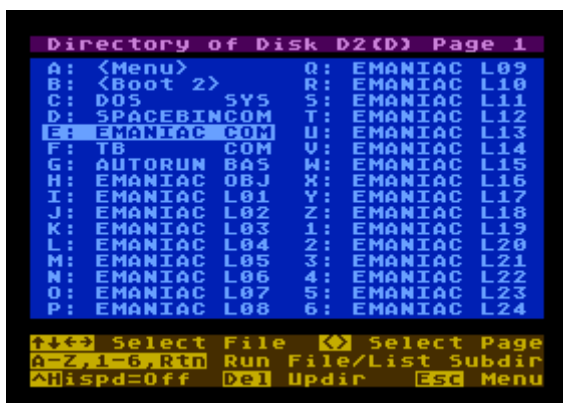 Directory of Disk D2(D) Page 1
A: <Menu> Q: EMANIAC L09
B: <Boot 2> R: EMANIAC L10
C: DOS SYS S: EMANIAC L11
D: SPACEBINCOM T: EMANIAC L12
E: EMANIAC COM U: EMANIAC L13
F: TB COM V: EMANIAC L14
G: AUTORUN BAS W: EMANIAC L15
H: EMANIAC OBJ X: EMANIAC L16
I: EMANIAC L01 Y: EMANIAC L17
J: EMANIAC L02 Z: EMANIAC L18
K: EMANIAC L03 1: EMANIAC L19
L: EMANIAC L04 2: EMANIAC L20
M: EMANIAC L05 3: EMANIAC L21
N: EMANIAC L06 4: EMANIAC L22
O: EMANIAC L07 5: EMANIAC L23
P: EMANIAC L08 6: EMANIAC L24
↑↓←→ Select File <> Select Page
A-Z,1-6,Rtn Run File/List Subdir
^Hispd=Off Del Updir Esc Menu